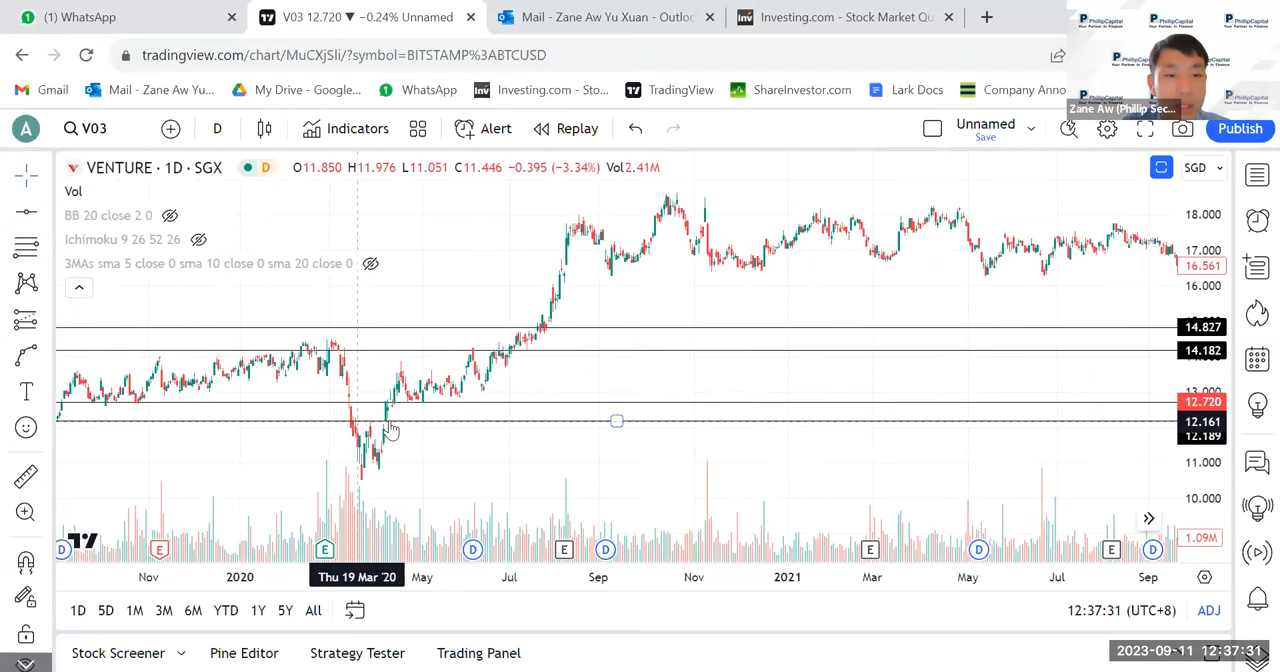 WhatsApp
V03 12.720 ▼ −0.24% Unnamed
Mail - Zane Aw Yu Xuan - Outloo
Investing.com - Stock Market Qu
tradingview.com/chart/MuCXjSli/?symbol=BITSTAMP%3ABTCUSD
Gmail
Mail - Zane Aw Yu...
My Drive - Google...
WhatsApp
Investing.com - Sto...
TradingView
ShareInvestor.com
Lark Docs
Company Anno
PhillipCapital
Your Partner In Finance
Zane Aw (Phillip Sec...
A
V03
D
Indicators
Alert
Replay
Unnamed
Save
Publish
VENTURE · 1D · SGX
D
O11.850 H11.976 L11.051 C11.446 −0.395 (−3.34%) Vol2.41M
SGD
Vol
BB 20 close 2 0
Ichimoku 9 26 52 26
3MAs sma 5 close 0 sma 10 close 0 sma 20 close 0
18.000
17.000
16.561
16.000
14.827
14.182
13.000
12.720
12.161
12.189
11.000
10.000
1.09M
D
E
E
D
E
D
E
D
E
D
Nov
2020
Thu 19 Mar '20
May
Jul
Sep
Nov
2021
Mar
May
Jul
Sep
1D 5D 1M 3M 6M YTD 1Y 5Y All
12:37:31 (UTC+8)
ADJ
Stock Screener
Pine Editor
Strategy Tester
Trading Panel
2023-09-11 12:37:31